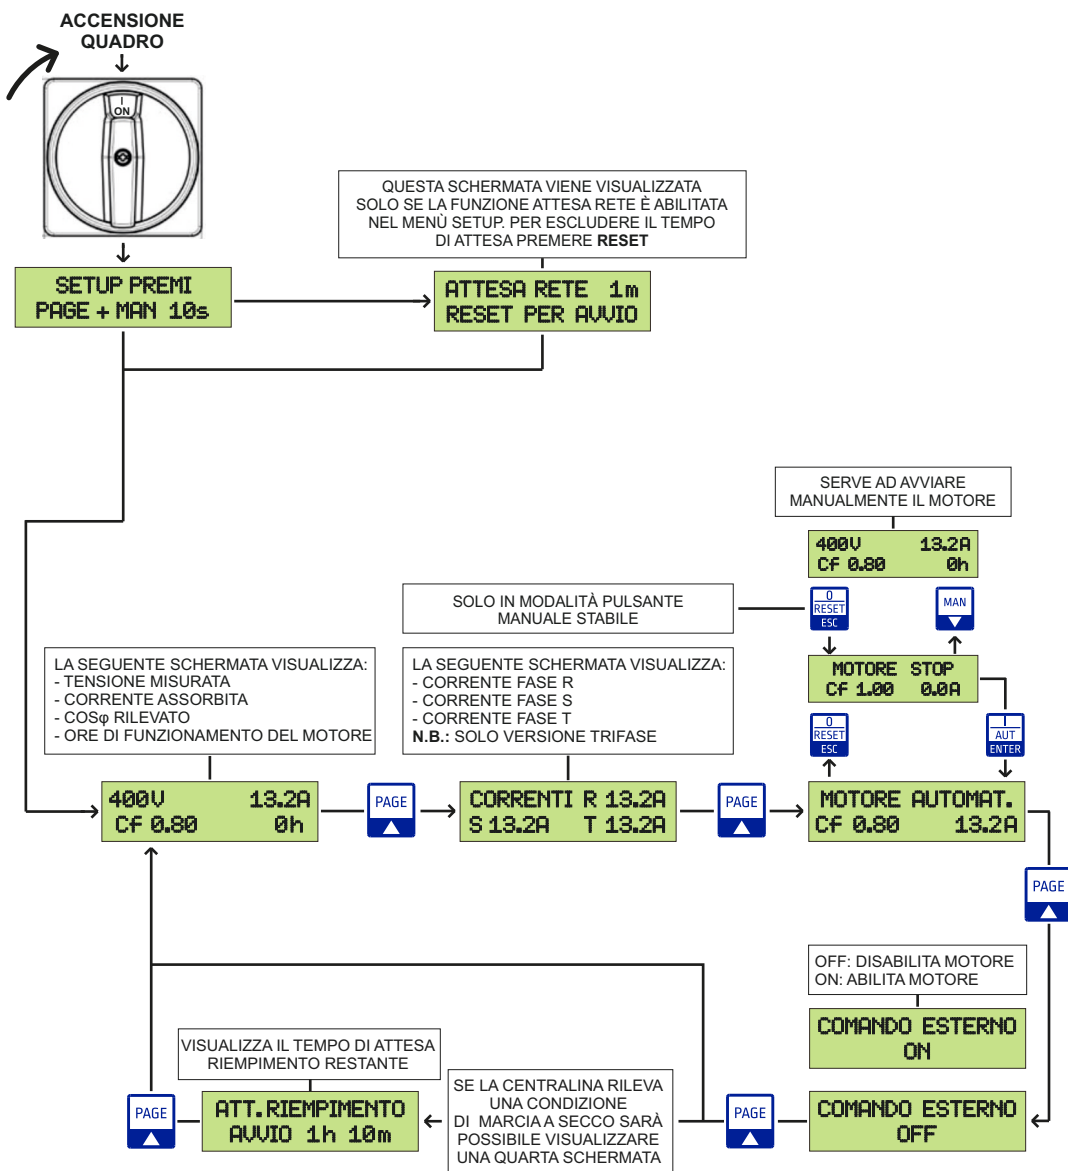 ACCENSIONE
QUADRO
I
ON
QUESTA SCHERMATA VIENE VISUALIZZATA
SOLO SE LA FUNZIONE ATTESA RETE È ABILITATA
NEL MENÙ SETUP. PER ESCLUDERE IL TEMPO
DI ATTESA PREMERE RESET
SETUP PREMI
PAGE + MAN 10s
ATTESA RETE 1m
RESET PER AVVIO
SERVE AD AVVIARE
MANUALMENTE IL MOTORE
400V 13.2A
Cf 0.80 0h
SOLO IN MODALITÀ PULSANTE
MANUALE STABILE
0
RESET
ESC
MAN
MOTORE STOP
Cf 1.00 0.0A
LA SEGUENTE SCHERMATA VISUALIZZA:
- TENSIONE MISURATA
- CORRENTE ASSORBITA
- COSφ RILEVATO
- ORE DI FUNZIONAMENTO DEL MOTORE
LA SEGUENTE SCHERMATA VISUALIZZA:
- CORRENTE FASE R
- CORRENTE FASE S
- CORRENTE FASE T
N.B.: SOLO VERSIONE TRIFASE
0
RESET
ESC
I
AUT
ENTER
400V 13.2A
Cf 0.80 0h
PAGE
CORRENTI R 13.2A
S 13.2A T 13.2A
PAGE
MOTORE AUTOMAT.
Cf 0.80 13.2A
PAGE
OFF: DISABILITA MOTORE
ON: ABILITA MOTORE
COMANDO ESTERNO
ON
VISUALIZZA IL TEMPO DI ATTESA
RIEMPIMENTO RESTANTE
PAGE
ATT.RIEMPIMENTO
AVVIO 1h 10m
SE LA CENTRALINA RILEVA
UNA CONDIZIONE
DI MARCIA A SECCO SARÀ
POSSIBILE VISUALIZZARE
UNA QUARTA SCHERMATA
PAGE
COMANDO ESTERNO
OFF